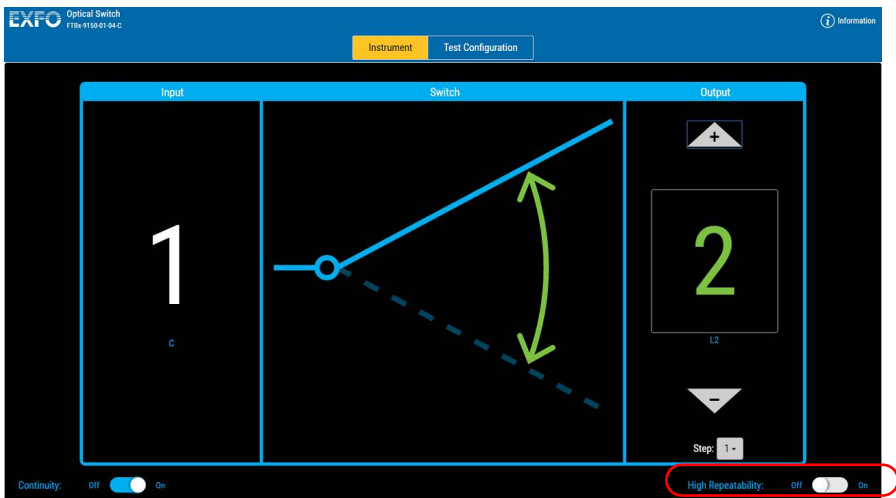 EXFO Optical Switch
FTBx-9150-01-04-C
Information
Instrument Test Configuration
Input Switch Output
+
1
2
C
L2
−
Step: 1
Continuity: Off On
High Repeatability: Off On